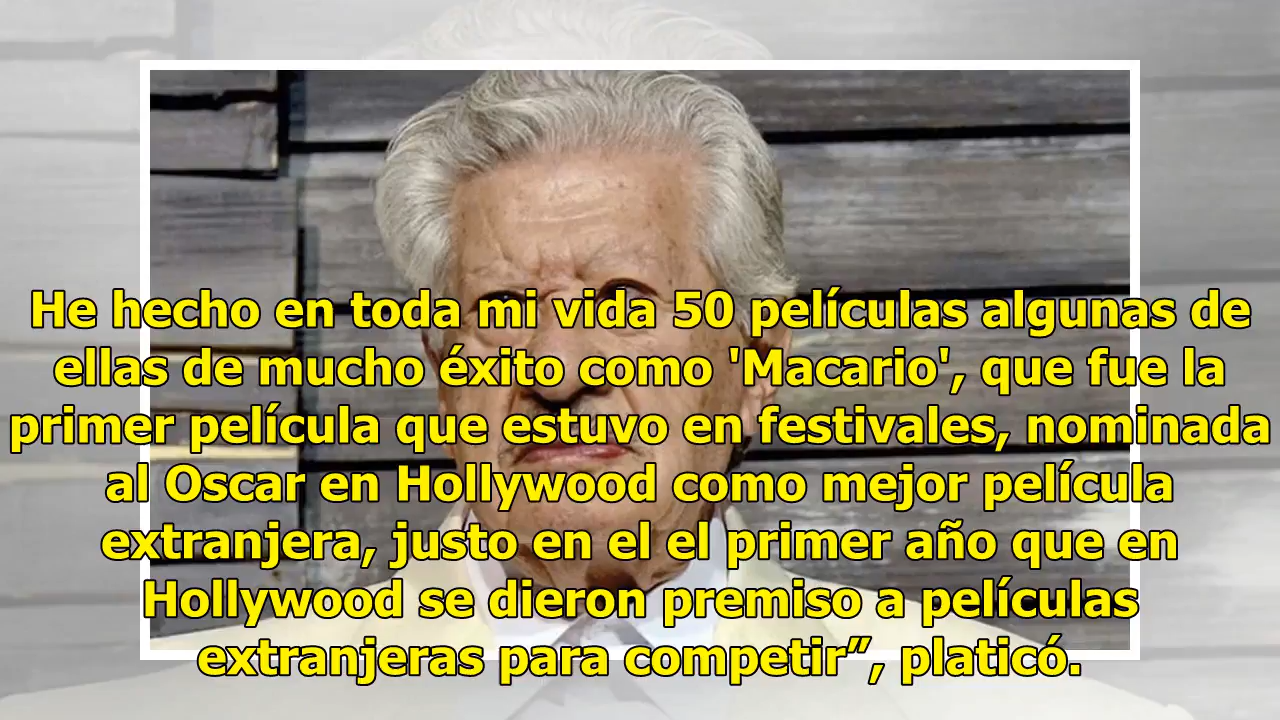 He hecho en toda mi vida 50 películas algunas de
ellas de mucho éxito como 'Macario', que fue la
primer película que estuvo en festivales, nominada
al Oscar en Hollywood como mejor película
extranjera, justo en el el primer año que en
Hollywood se dieron premiso a películas
extranjeras para competir”, platicó.